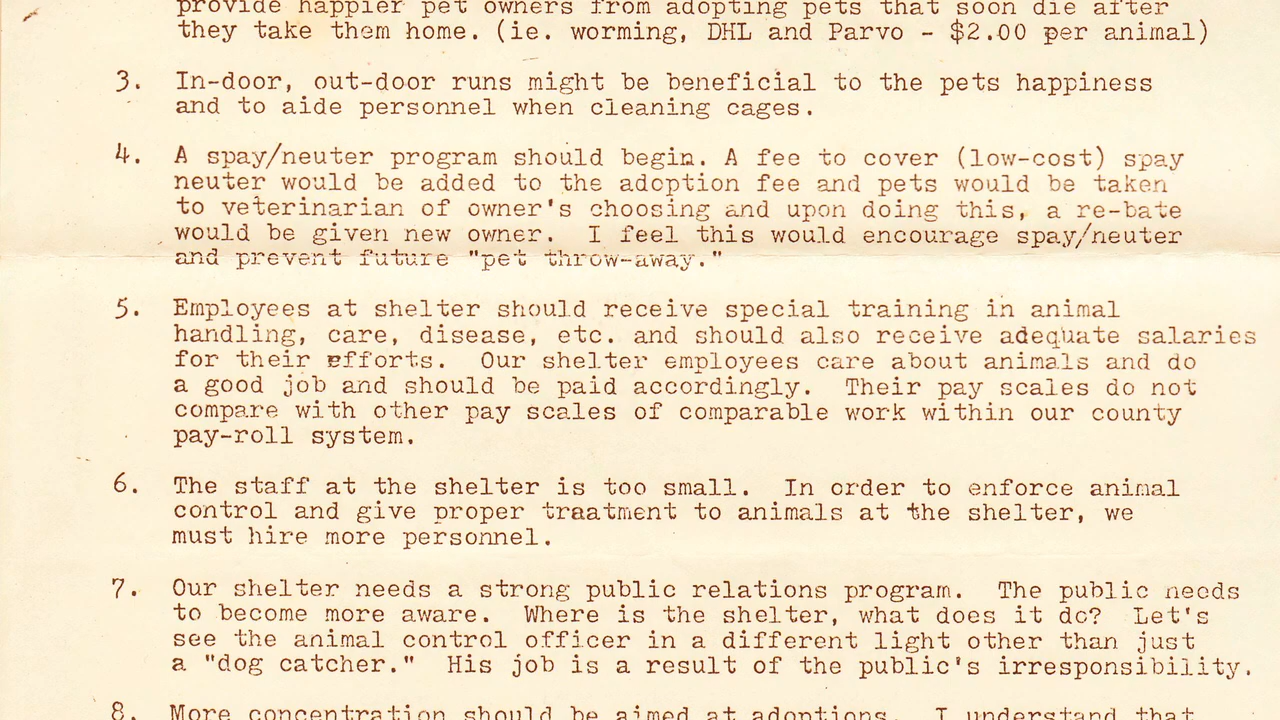 provide happier pet owners from adopting pets that soon die after
they take them home. (ie. worming, DHL and Parvo - $2.00 per animal)
3. In-door, out-door runs might be beneficial to the pets happiness
and to aide personnel when cleaning cages.
4. A spay/neuter program should begin. A fee to cover (low-cost) spay
neuter would be added to the adoption fee and pets would be taken
to veterinarian of owner's choosing and upon doing this, a re-bate
would be given new owner. I feel this would encourage spay/neuter
and prevent future "pet throw-away."
5. Employees at shelter should receive special training in animal
handling, care, disease, etc. and should also receive adequate salaries
for their efforts. Our shelter employees care about animals and do
a good job and should be paid accordingly. Their pay scales do not
compare with other pay scales of comparable work within our county
pay-roll system.
6. The staff at the shelter is too small. In order to enforce animal
control and give proper traatment to animals at the shelter, we
must hire more personnel.
7. Our shelter needs a strong public relations program. The public needs
to become more aware. Where is the shelter, what does it do? Let's
see the animal control officer in a different light other than just
a "dog catcher." His job is a result of the public's irresponsibility.
8. More concentration should be aimed at adoptions. I understand that